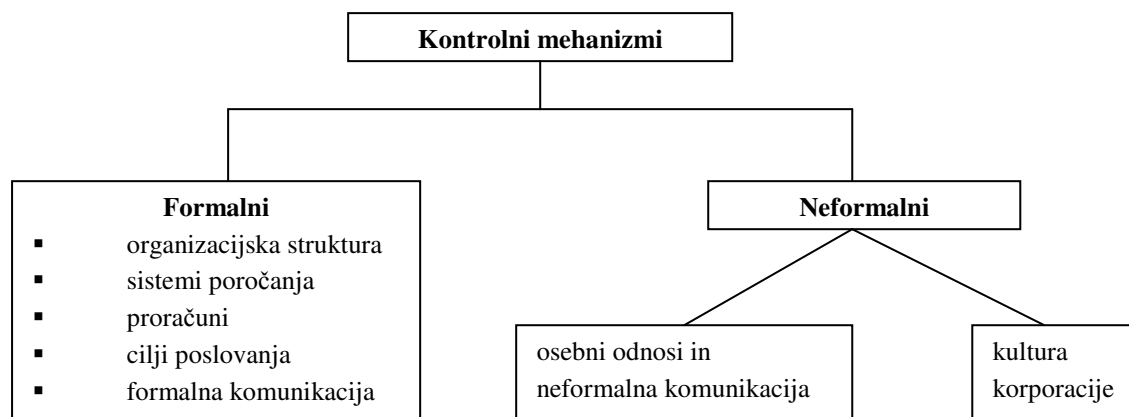 Kontrolni mehanizmi
Formalni
▪ organizacijska struktura
▪ sistemi poročanja
▪ proračuni
▪ cilji poslovanja
▪ formalna komunikacija
Neformalni
osebni odnosi in
neformalna komunikacija
kultura
korporacije